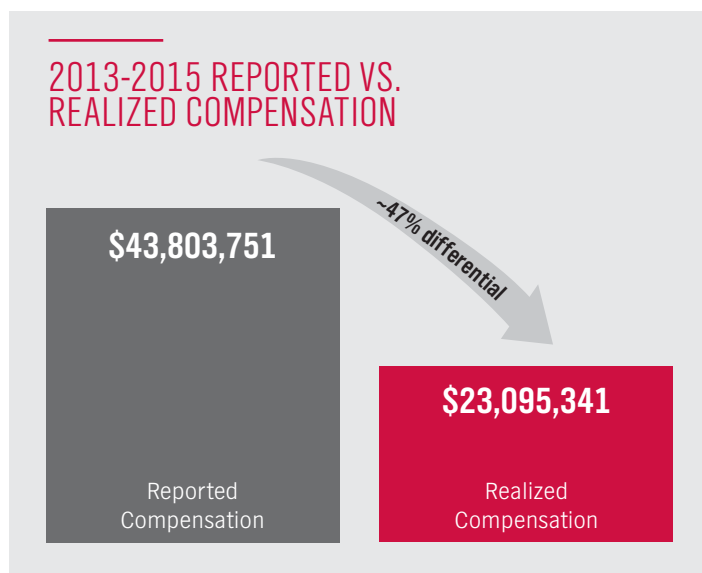 2013-2015 REPORTED VS.
REALIZED COMPENSATION
~47% differential
$43,803,751
Reported
Compensation
$23,095,341
Realized
Compensation